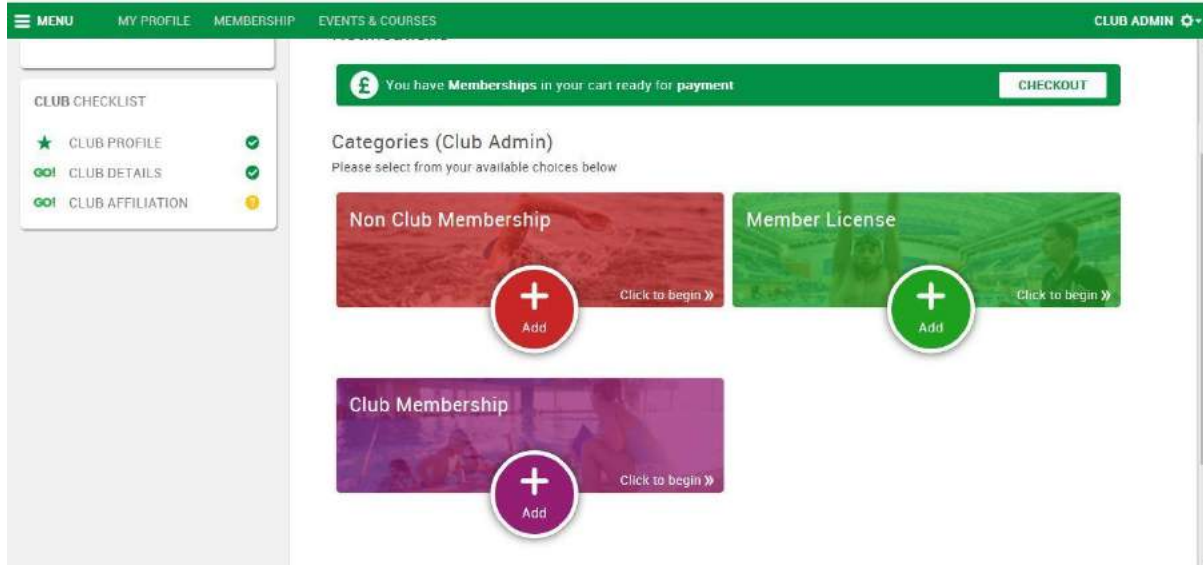 MENU MY PROFILE MEMBERSHIP EVENTS & COURSES CLUB ADMIN
Notifications
£ You have Memberships in your cart ready for payment CHECKOUT
CLUB CHECKLIST
CLUB PROFILE
GO! CLUB DETAILS
GO! CLUB AFFILIATION ?
Categories (Club Admin)
Please select from your available choices below
Non Club Membership
Click to begin »
+
Add
Member License
Click to begin »
+
Add
Club Membership
Click to begin »
+
Add